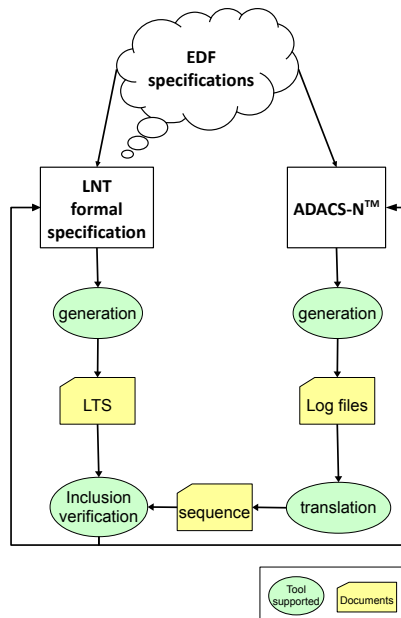 EDF
specifications
LNT
formal
specification
ADACS-N™
generation
generation
LTS
Log files
Inclusion
verification
sequence
translation
Tool
supported
Documents